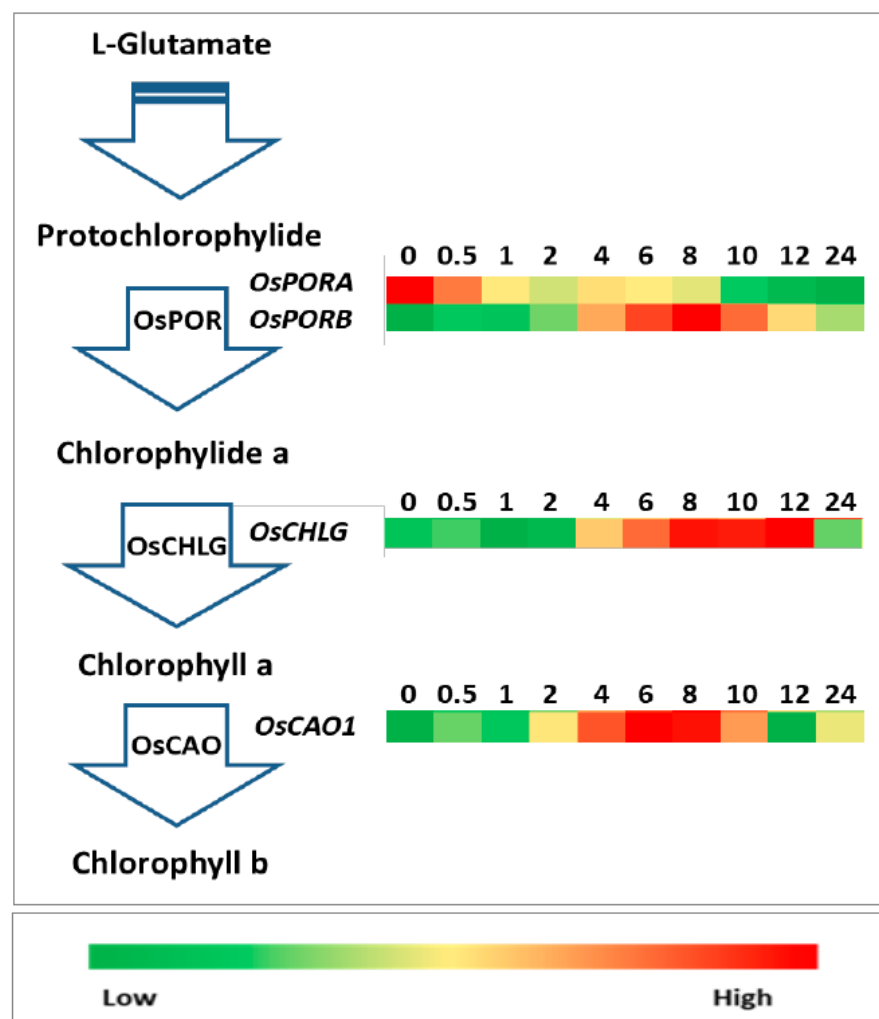 L-Glutamate
Protochlorophylide
0 0.5 1 2 4 6 8 10 12 24
OsPORA
OsPOR OsPORB
Chlorophylide a
0 0.5 1 2 4 6 8 10 12 24
OsCHLG OsCHLG
Chlorophyll a
0 0.5 1 2 4 6 8 10 12 24
OsCAO OsCAO1
Chlorophyll b
Low High